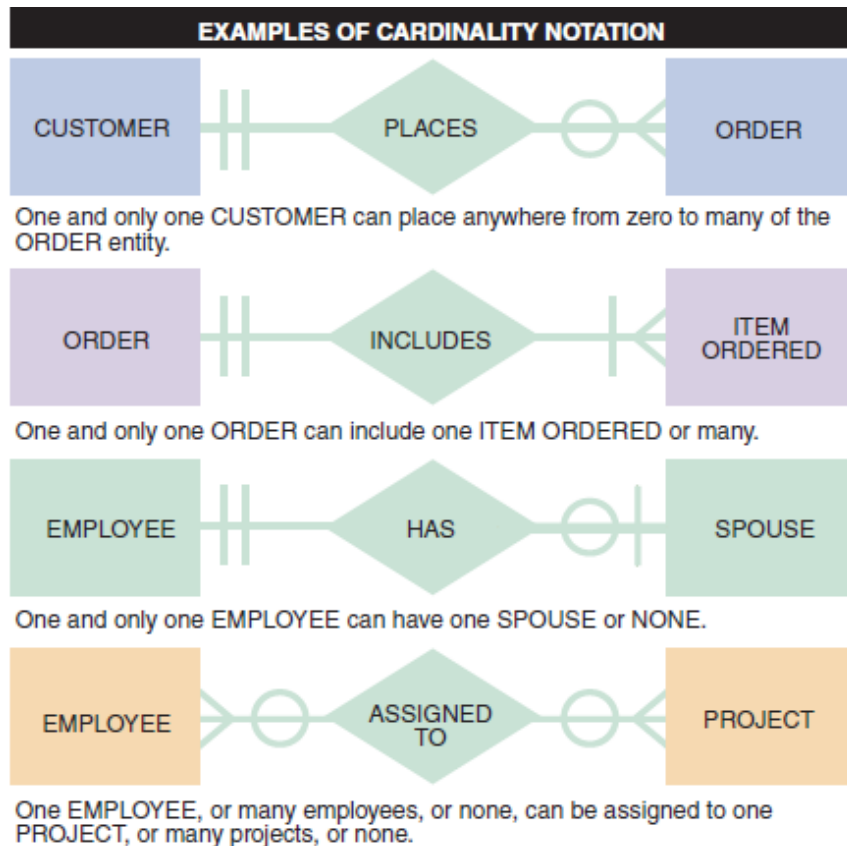 EXAMPLES OF CARDINALITY NOTATION
CUSTOMER
PLACES
ORDER
One and only one CUSTOMER can place anywhere from zero to many of the
ORDER entity.
ORDER
INCLUDES
ITEM
ORDERED
One and only one ORDER can include one ITEM ORDERED or many.
EMPLOYEE
HAS
SPOUSE
One and only one EMPLOYEE can have one SPOUSE or NONE.
EMPLOYEE
ASSIGNED
TO
PROJECT
One EMPLOYEE, or many employees, or none, can be assigned to one
PROJECT, or many projects, or none.